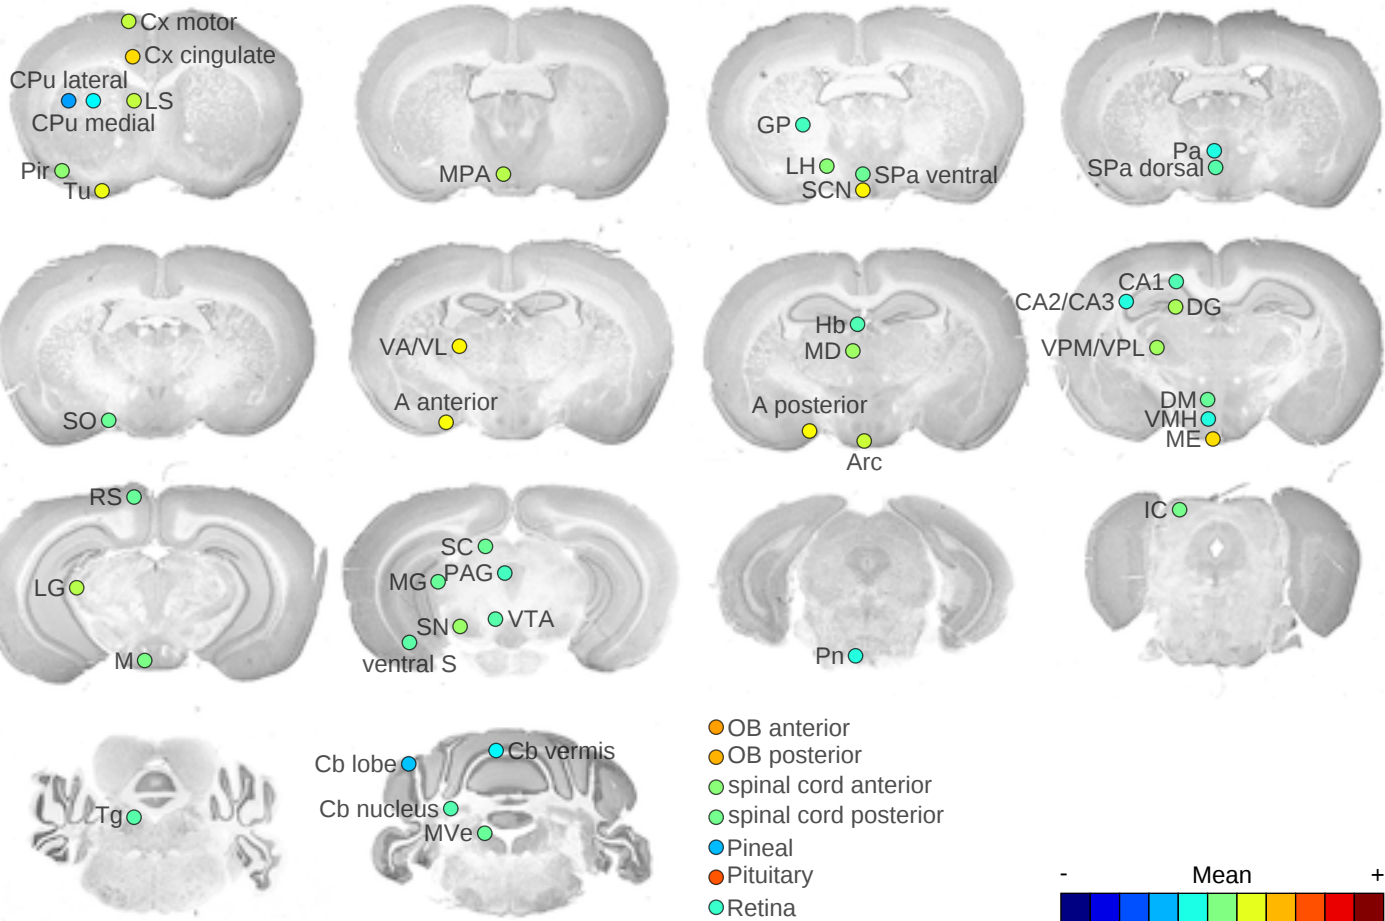 Cx motor
Cx cingulate
CPu lateral
LS
CPu medial
Pir
Tu
MPA
GP
LH
SPa ventral
SCN
Pa
SPa dorsal
SO
VA/VL
A anterior
Hb
MD
A posterior
Arc
CA1
CA2/CA3
DG
VPM/VPL
DM
VMH
ME
RS
LG
M
SC
MG
PAG
SN
VTA
ventral S
Pn
IC
Tg
Cb lobe
Cb vermis
Cb nucleus
MVe
OB anterior
OB posterior
spinal cord anterior
spinal cord posterior
Pineal
Pituitary
Retina
- Mean +